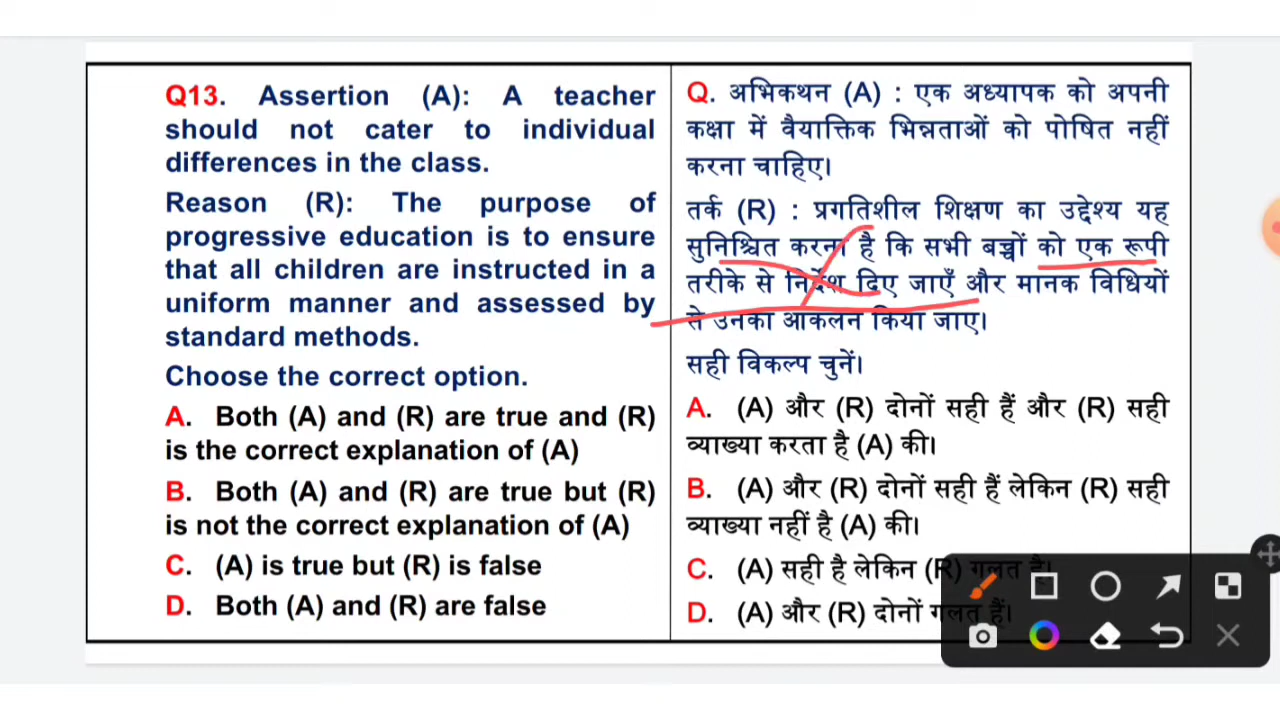 Q13. Assertion (A): A teacher
should not cater to individual
differences in the class.
Reason (R): The purpose of
progressive education is to ensure
that all children are instructed in a
uniform manner and assessed by
standard methods.
Choose the correct option.
A. Both (A) and (R) are true and (R)
is the correct explanation of (A)
B. Both (A) and (R) are true but (R)
is not the correct explanation of (A)
C. (A) is true but (R) is false
D. Both (A) and (R) are false
Q. अभिकथन (A) : एक अध्यापक को अपनी
कक्षा में वैयाक्तिक भिन्नताओं को पोषित नहीं
करना चाहिए।
तर्क (R) : प्रगतिशील शिक्षण का उद्देश्य यह
सुनिश्चित करना है कि सभी बच्चों को एक रूपी
तरीके से निर्देश दिए जाएँ और मानक विधियों
से उनका आकलन किया जाए।
सही विकल्प चुनें।
A. (A) और (R) दोनों सही हैं और (R) सही
व्याख्या करता है (A) की।
B. (A) और (R) दोनों सही हैं लेकिन (R) सही
व्याख्या नहीं है (A) की।
C. (A) सही है लेकिन (R) गलत है।
D. (A) और (R) दोनों गलत हैं।